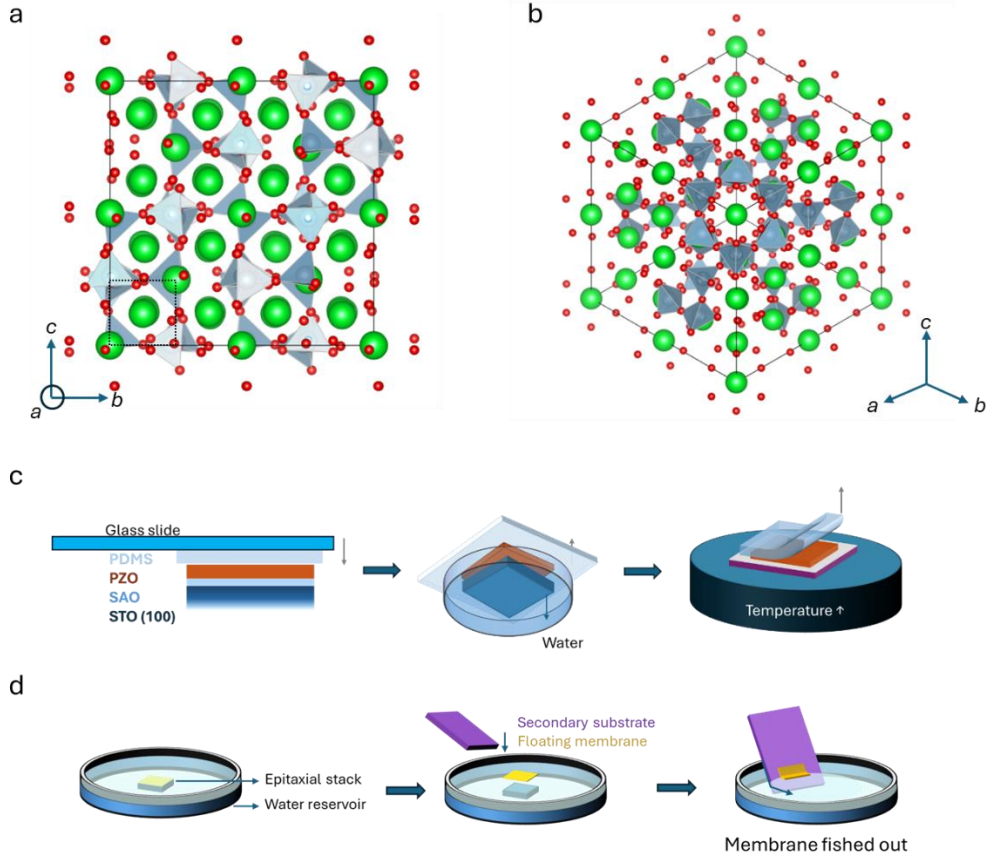 a
b
c
a
b
c
a
b
c
Glass slide
PDMS
PZO
SAO
STO (100)
Water
Temperature ↑
d
Secondary substrate
Floating membrane
Epitaxial stack
Water reservoir
Membrane fished out